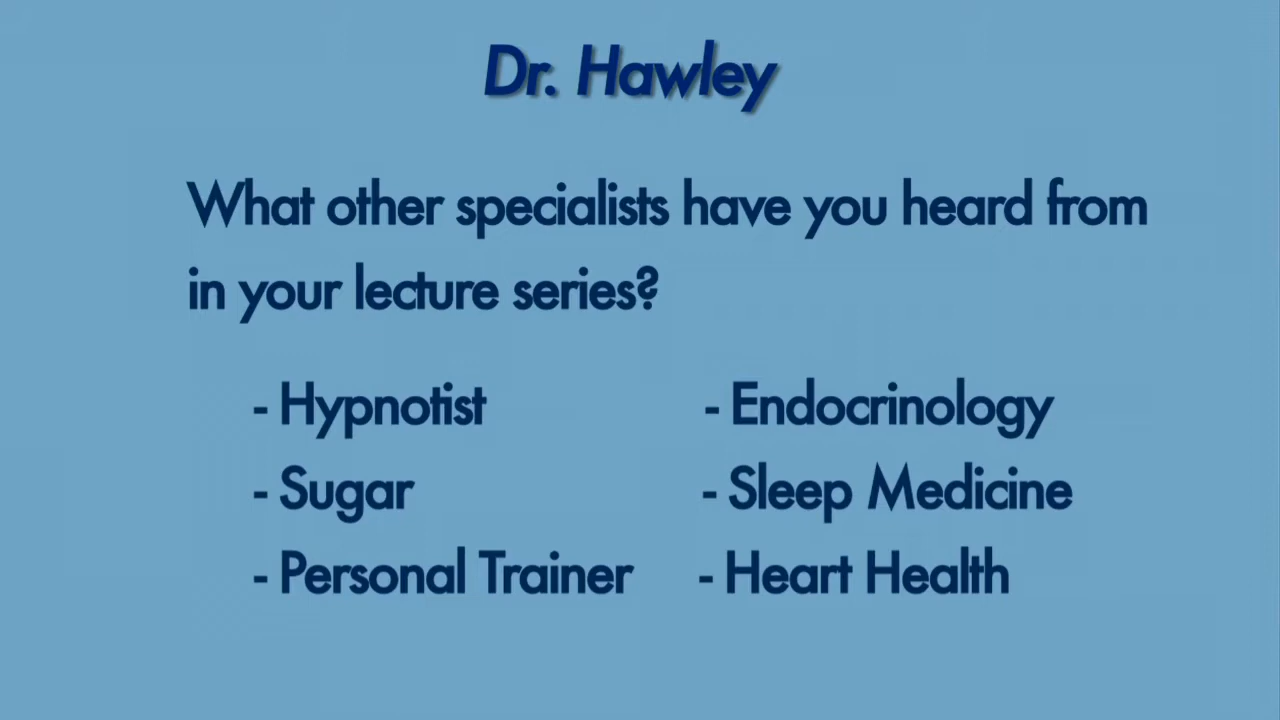 Dr. Hawley
What other specialists have you heard from
in your lecture series?
- Hypnotist
- Sugar
- Personal Trainer
- Endocrinology
- Sleep Medicine
- Heart Health